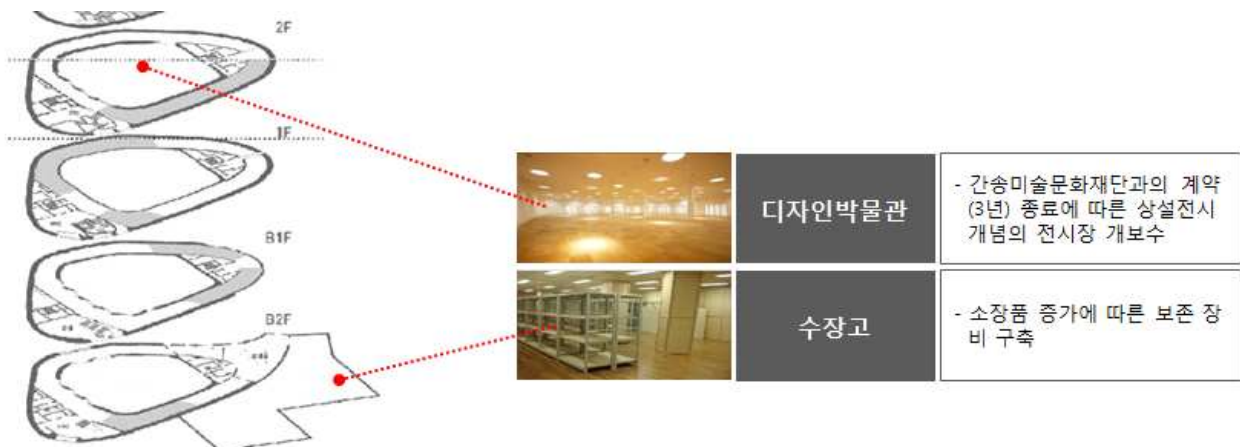 2F
1F
B1F
B2F
디자인박물관
- 간송미술문화재단과의 계약
(3년) 종료에 따른 상설전시
개념의 전시장 개보수
수장고
- 소장품 증가에 따른 보존 장
비 구축